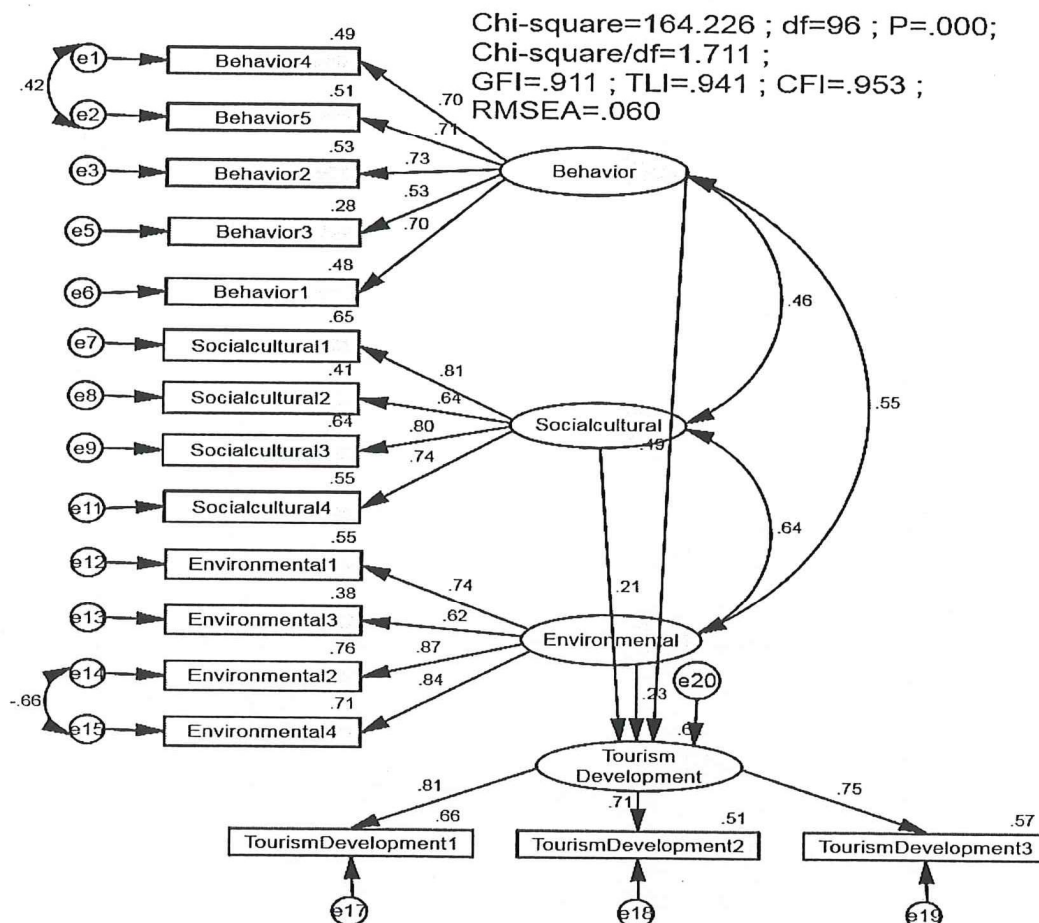 Chi-square=164.226 ; df=96 ; P=.000;
Chi-square/df=1.711 ;
GFI=.911 ; TLI=.941 ; CFI=.953 ;
RMSEA=.060
.49
e1
Behavior4
.70
.42
.51
e2
Behavior5
.71
.53
e3
Behavior2
.73
Behavior
.28
.53
e5
Behavior3
.70
.48
e6
Behavior1
.46
.65
e7
Socialcultural1
.81
.41
e8
Socialcultural2
.64
.55
.64
e9
Socialcultural3
.80
Socialcultural
.49
.74
.55
e11
Socialcultural4
.64
.55
e12
Environmental1
.74
.21
.38
e13
Environmental3
.62
Environmental
.76
e14
Environmental2
.87
.84
e20
-.66
.71
.23
e15
Environmental4
Tourism
Development
.81
.71
.75
.66
.51
.57
TourismDevelopment1
TourismDevelopment2
TourismDevelopment3
e17
e18
e19